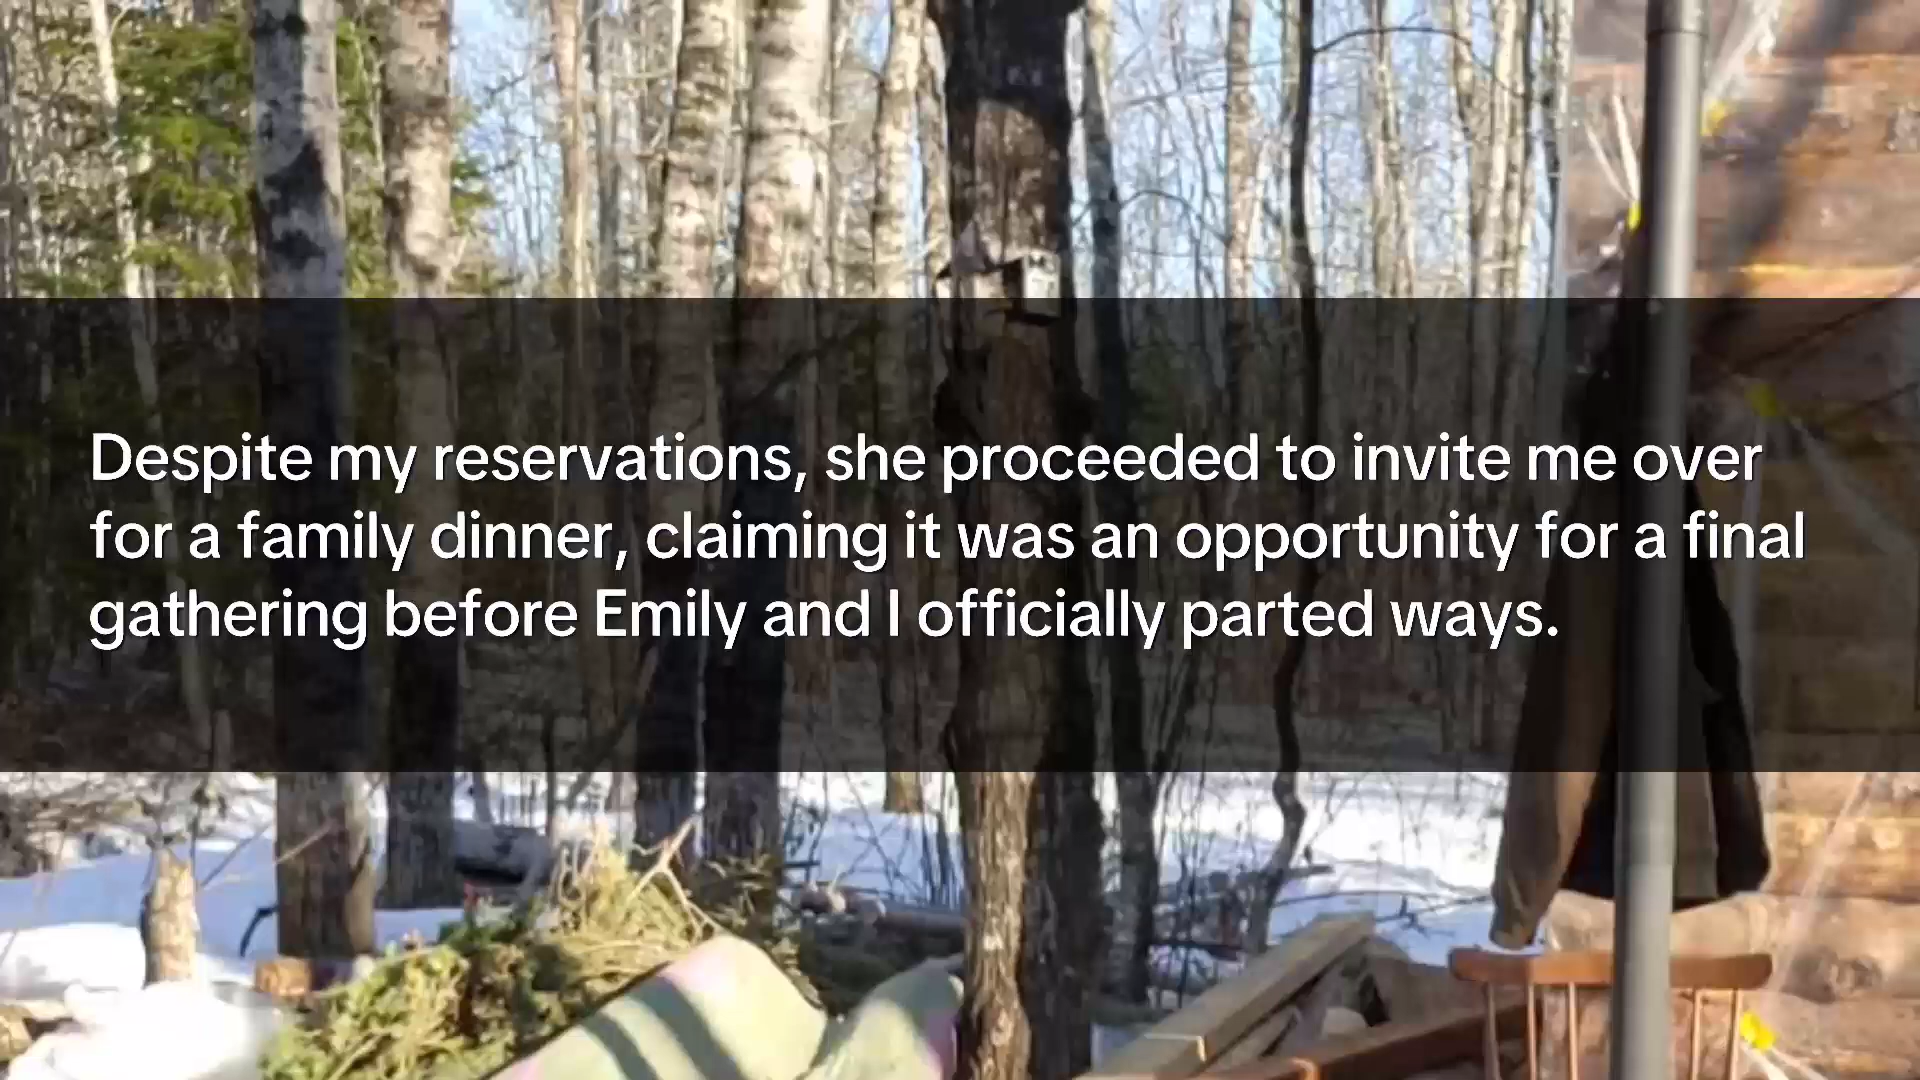 Despite my reservations, she proceeded to invite me over
for a family dinner, claiming it was an opportunity for a final
gathering before Emily and I officially parted ways.